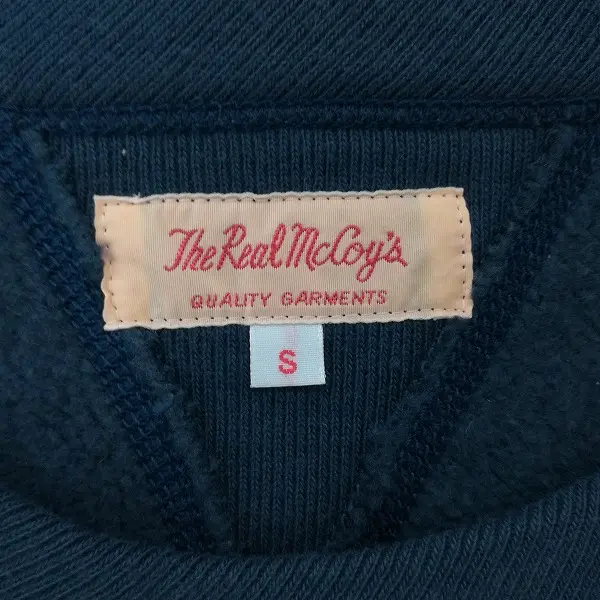 The Real McCoy's
QUALITY GARMENTS
S